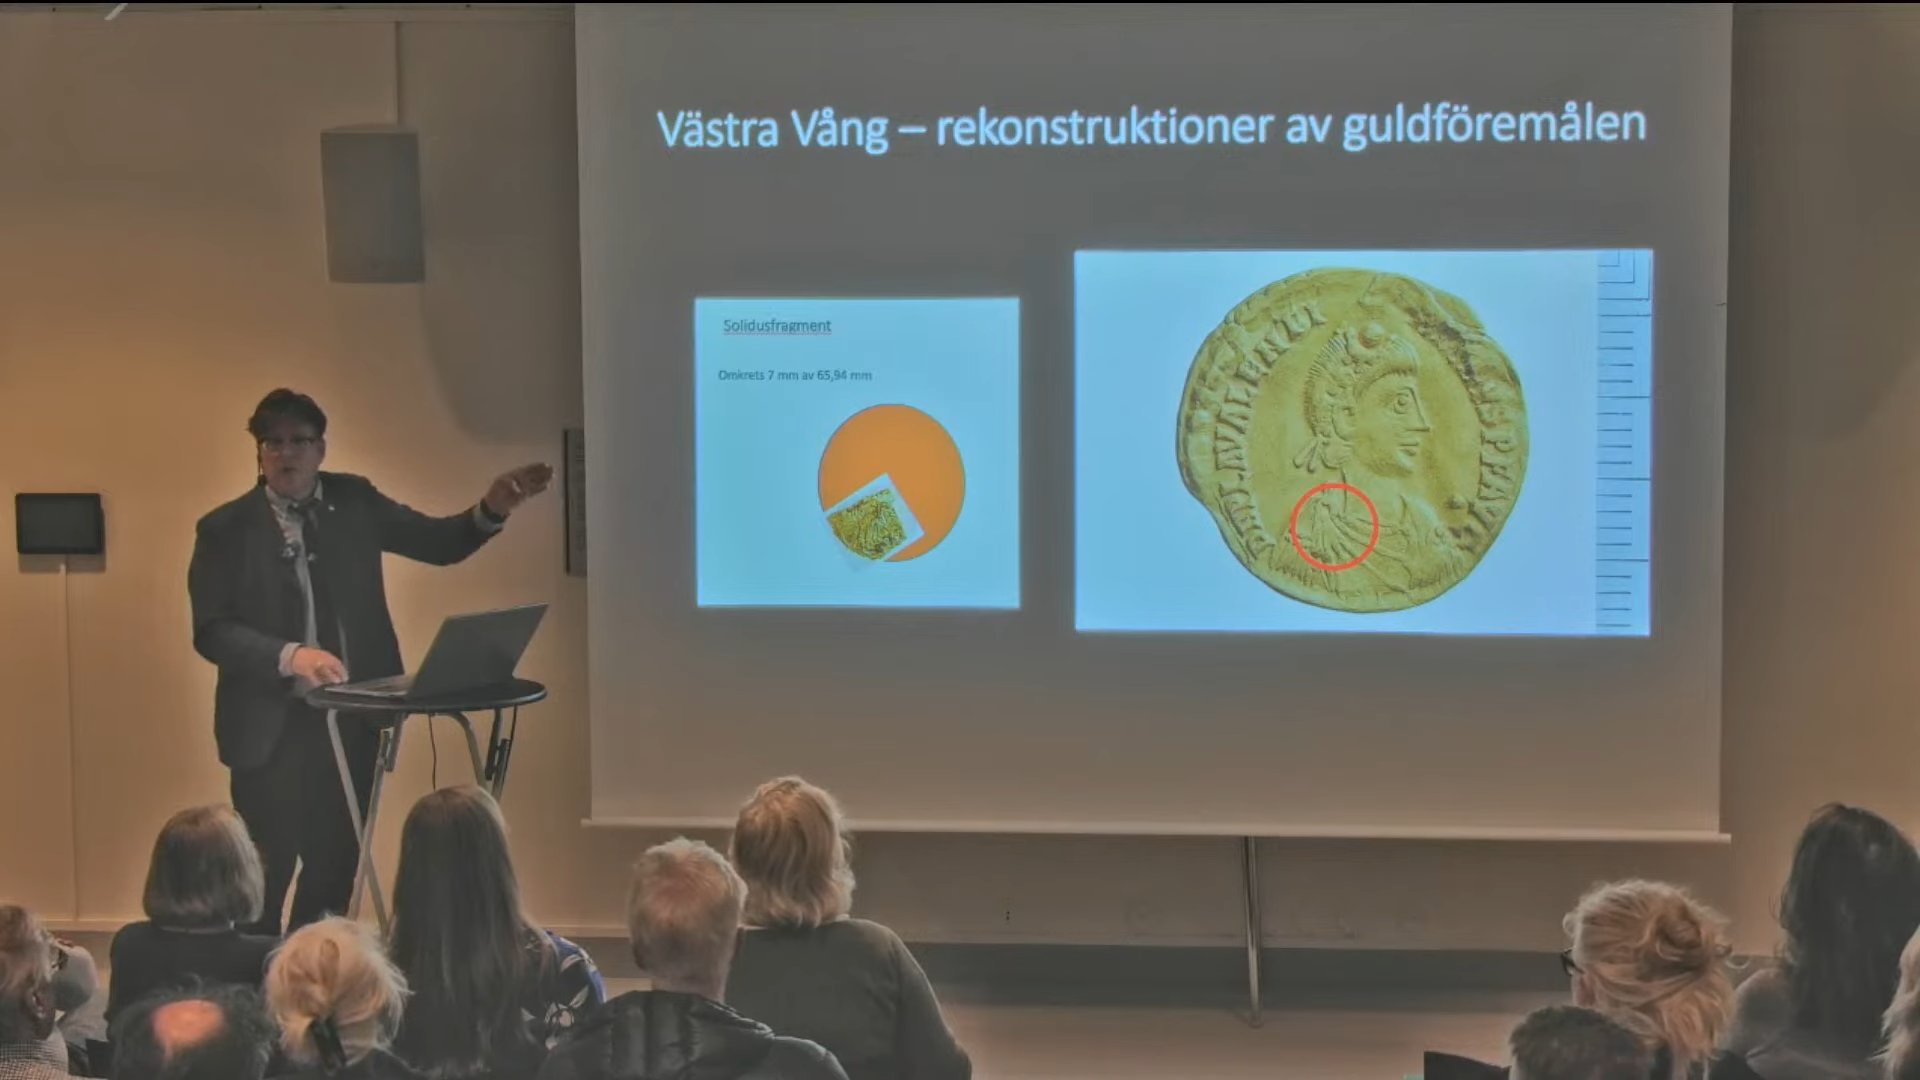 Västra Vång – rekonstruktioner av guldföremålen
Solidusfragment
Omkrets 7 mm av 65,94 mm